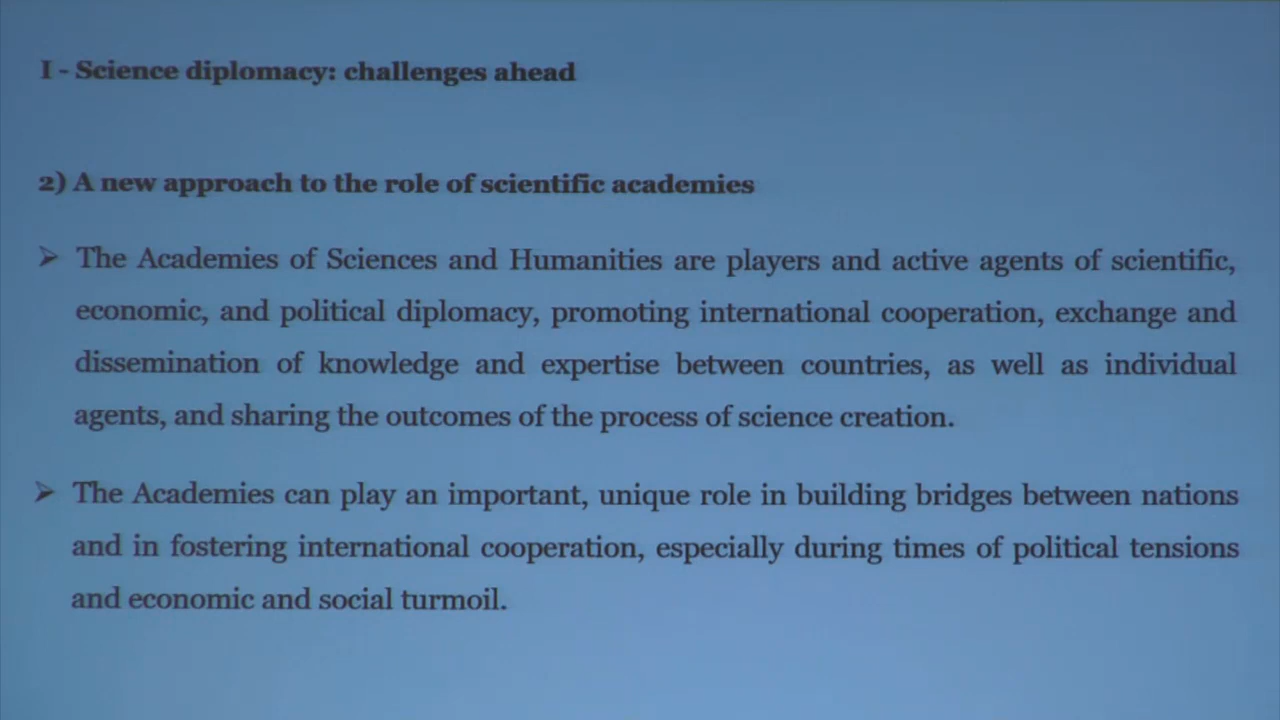 I - Science diplomacy: challenges ahead
2) A new approach to the role of scientific academies
➢ The Academies of Sciences and Humanities are players and active agents of scientific,
economic, and political diplomacy, promoting international cooperation, exchange and
dissemination of knowledge and expertise between countries, as well as individual
agents, and sharing the outcomes of the process of science creation.
➢ The Academies can play an important, unique role in building bridges between nations
and in fostering international cooperation, especially during times of political tensions
and economic and social turmoil.